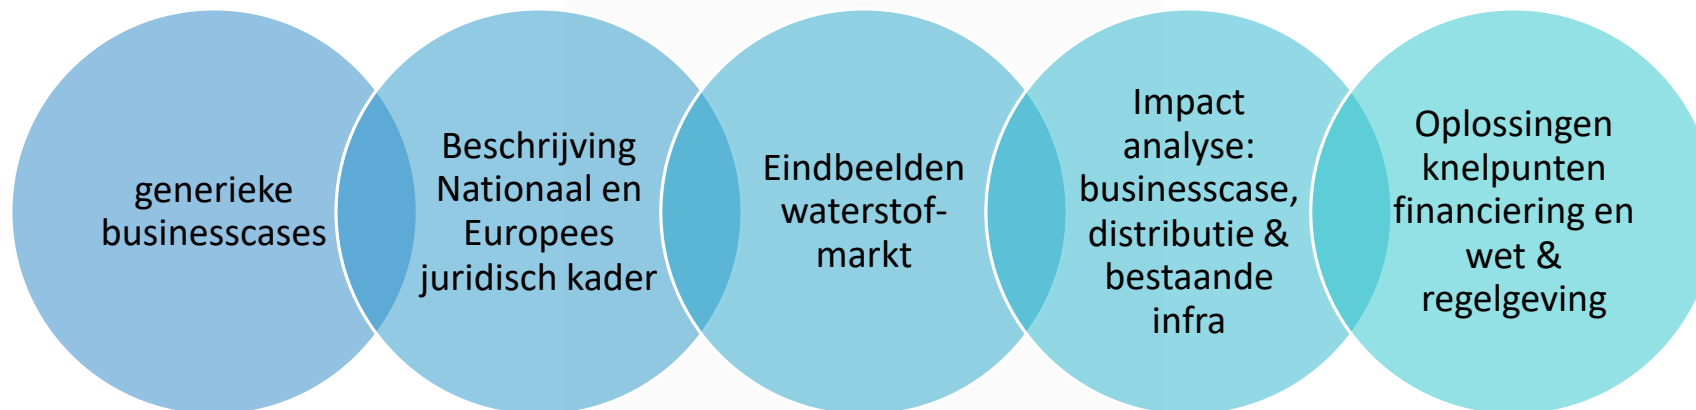 generieke
businesscases
Beschrijving
Nationaal en
Europees
juridisch kader
Eindbeelden
waterstof-
markt
Impact
analyse:
businesscase,
distributie &
bestaande
infra
Oplossingen
knelpunten
financiering en
wet &
regelgeving